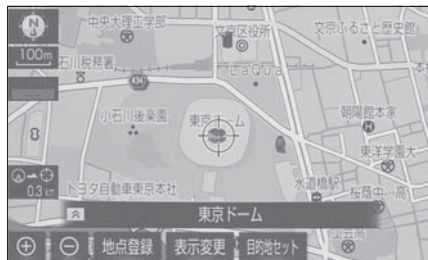 N
中央大理工学部
文京区役所
文京ふるさと歴史館
100m
石川税務署
LaQua
小石川後楽園
東京ドーム
朝陽館本家
東洋学園大
0.3km
トヨタ自動車東京本社
水道橋駅
桜蔭中・高
東京ドーム
地点登録
表示変更
目的地セット